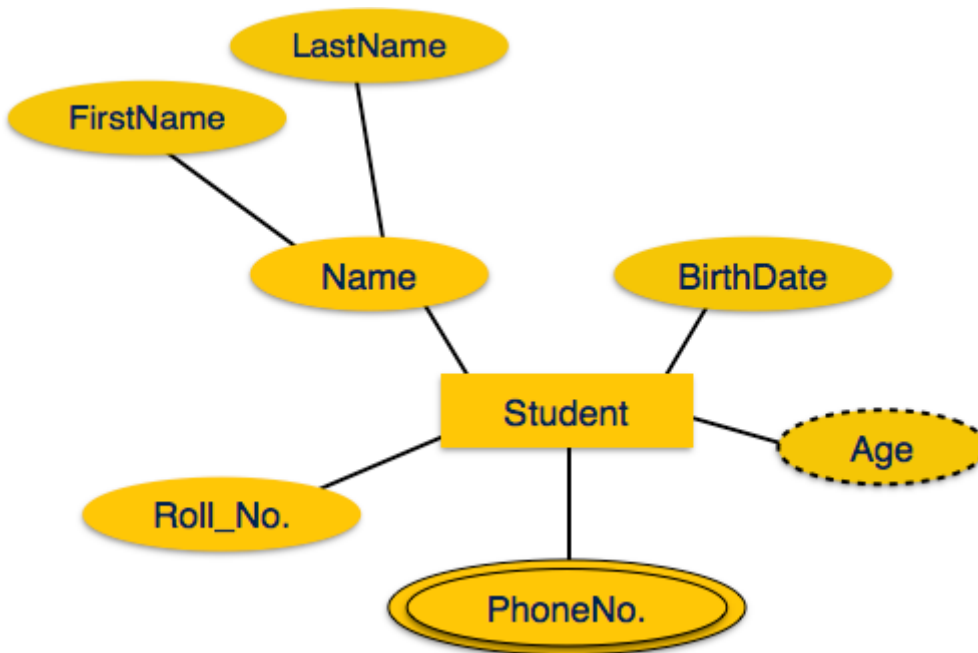 LastName
FirstName
Name
BirthDate
Student
Age
Roll_No.
PhoneNo.